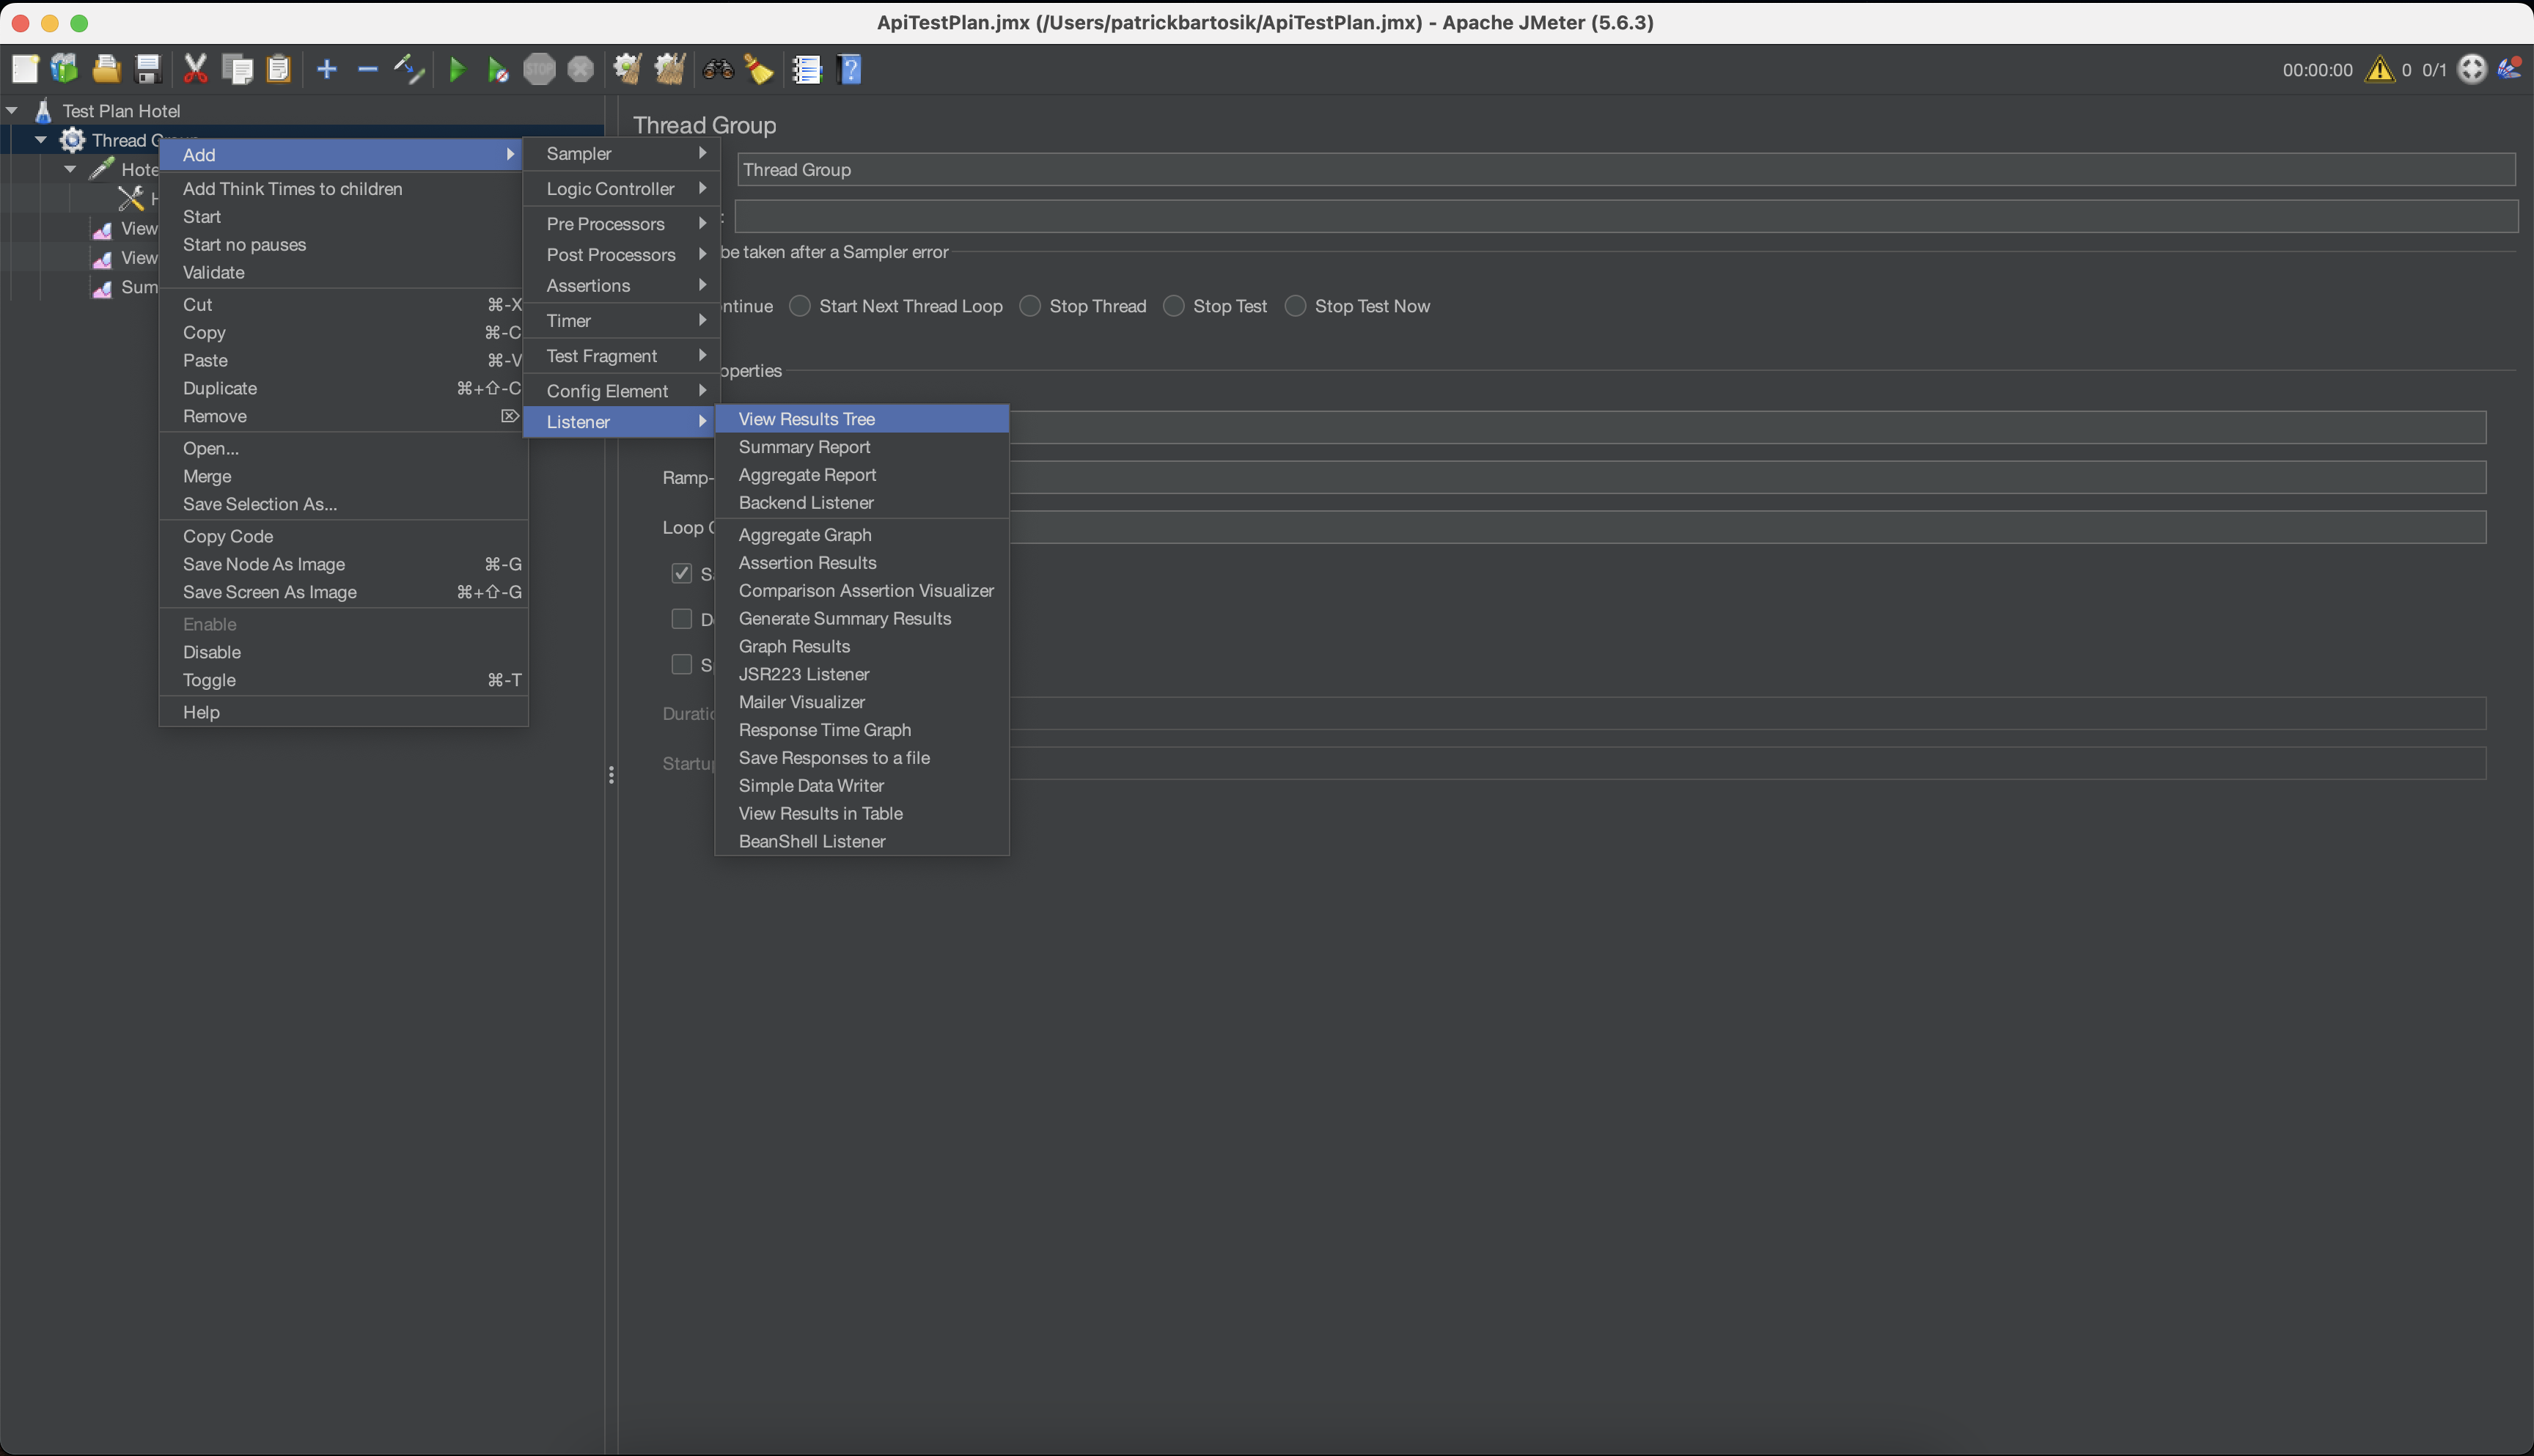 ApiTestPlan.jmx (/Users/patrickbartosik/ApiTestPlan.jmx) - Apache JMeter (5.6.3)
STOP
00:00:00
0
0/1
Test Plan Hotel
Thread
Hote
View
View
Sum
Add
Add Think Times to children
Start
Start no pauses
Validate
Cut ⌘-X
Copy ⌘-C
Paste ⌘-V
Duplicate ⌘+⇧-C
Remove ⌦
Open...
Merge
Save Selection As...
Copy Code
Save Node As Image ⌘-G
Save Screen As Image ⌘+⇧-G
Enable
Disable
Toggle ⌘-T
Help
Sampler
Logic Controller
Pre Processors
Post Processors
Assertions
Timer
Test Fragment
Config Element
Listener
View Results Tree
Summary Report
Aggregate Report
Backend Listener
Aggregate Graph
Assertion Results
Comparison Assertion Visualizer
Generate Summary Results
Graph Results
JSR223 Listener
Mailer Visualizer
Response Time Graph
Save Responses to a file
Simple Data Writer
View Results in Table
BeanShell Listener
Thread Group
Thread Group
:
be taken after a Sampler error
ntinue Start Next Thread Loop Stop Thread Stop Test Stop Test Now
operties
Ramp-
Loop
S
D
S
Duratio
Startup